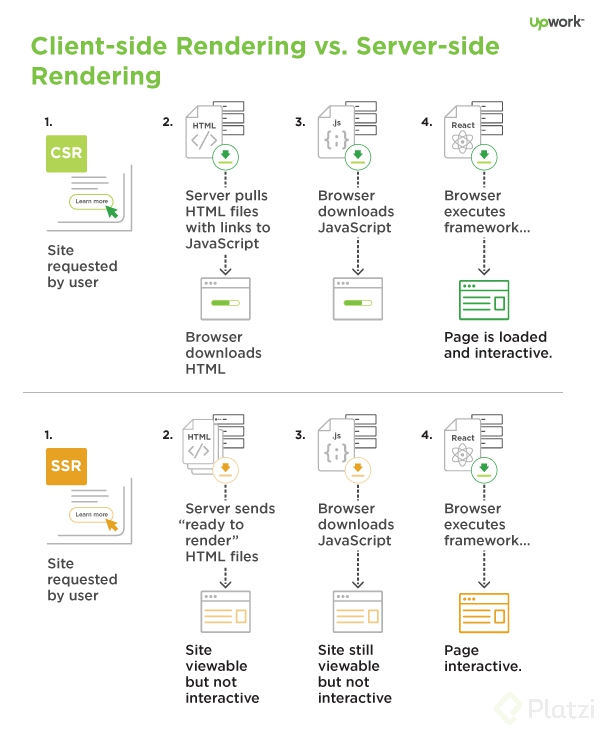 upwork™
Client-side Rendering vs. Server-side
Rendering
1.
CSR
Learn more
Site
requested
by user
2.
HTML
Server pulls
HTML files
with links to
JavaScript
Browser
downloads
HTML
3.
.js
Browser
downloads
JavaScript
4.
React
Browser
executes
framework...
Page is loaded
and interactive.
1.
SSR
Learn more
Site
requested
by user
2.
HTML
Server sends
“ready to
render”
HTML files
Site
viewable
but not
interactive
3.
.js
Browser
downloads
JavaScript
Site still
viewable
but not
interactive
4.
React
Browser
executes
framework...
Page
interactive.
Platzi